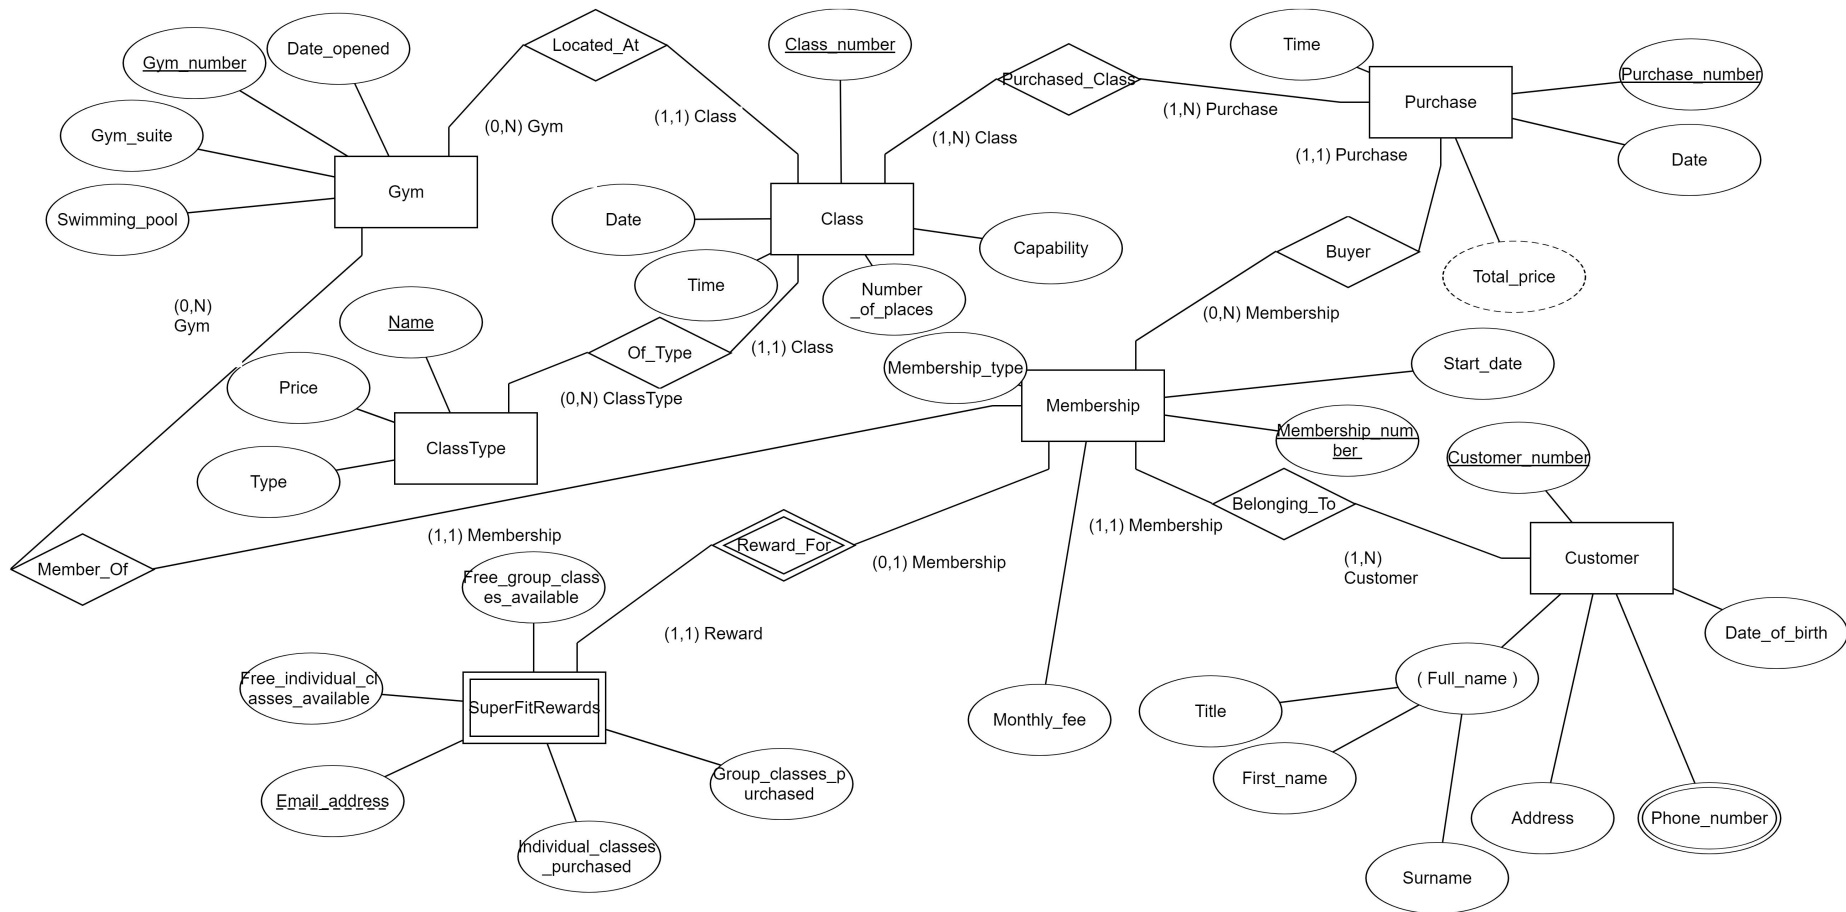 Located_At
Class_number
Time
Date_opened
Gym_number
Purchased_Class
Purchase
Purchase_number
(1,N) Purchase
(0,N) Gym
(1,1) Class
(1,N) Class
Gym_suite
(1,1) Purchase
Date
Gym
Swimming_pool
Date
Class
Capability
Buyer
Total_price
Time
Number
_of_places
(0,N)
Gym
(0,N) Membership
Name
Of_Type
(1,1) Class
Membership_type
Start_date
Price
(0,N) ClassType
Membership
Membership_num
ber
ClassType
Customer_number
Type
Belonging_To
(1,1) Membership
(1,1) Membership
Reward_For
(0,1) Membership
(1,N)
Customer
Customer
Member_Of
Free_group_class
es_available
(1,1) Reward
Date_of_birth
Free_individual_cl
asses_available
( Full_name )
SuperFitRewards
Title
Monthly_fee
Group_classes_p
urchased
First_name
Email_address
Address
Phone_number
Individual_classes
_purchased
Surname